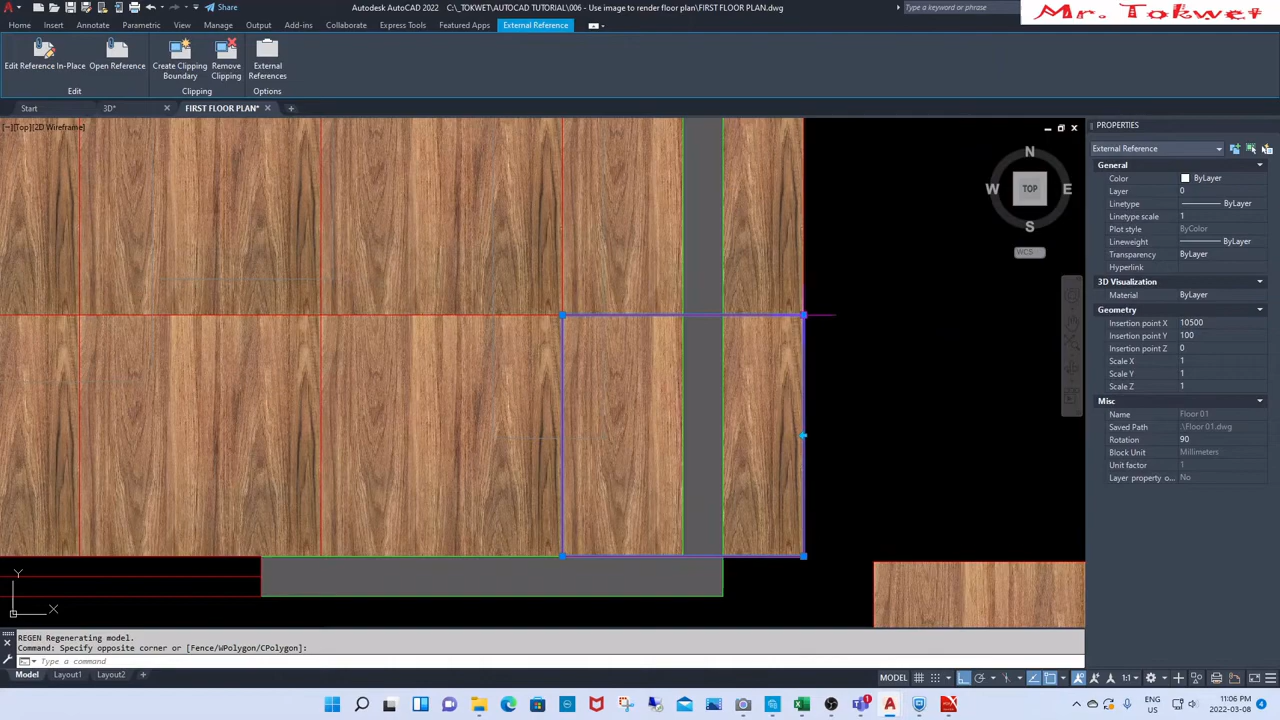 Share
Autodesk AutoCAD 2022 C:\_TOKWET\AUTOCAD TUTORIAL\006 - Use image to render floor plan\FIRST FLOOR PLAN.dwg
Type a keyword or phrase
Mr. Tokwet
Home Insert Annotate Parametric View Manage Output Add-ins Collaborate Express Tools Featured Apps External Reference
Edit Reference In-Place Open Reference Create Clipping Boundary Remove Clipping External References
Edit Clipping Options
Start 3D* FIRST FLOOR PLAN*
[−][Top][2D Wireframe]
N
W TOP E
S
WCS
PROPERTIES
External Reference
General
Color ByLayer
Layer 0
Linetype ByLayer
Linetype scale 1
Plot style ByColor
Lineweight ByLayer
Transparency ByLayer
Hyperlink
3D Visualization
Material ByLayer
Geometry
Insertion point X 10500
Insertion point Y 100
Insertion point Z 0
Scale X 1
Scale Y 1
Scale Z 1
Misc
Name Floor 01
Saved Path .\Floor 01.dwg
Rotation 90
Block Unit Millimeters
Unit factor 1
Layer property o... No
Y
X
REGEN Regenerating model.
Command: Specify opposite corner or [Fence/WPolygon/CPolygon]:
Type a command
Model Layout1 Layout2
MODEL 1:1
ENG
US
11:06 PM
2022-03-08